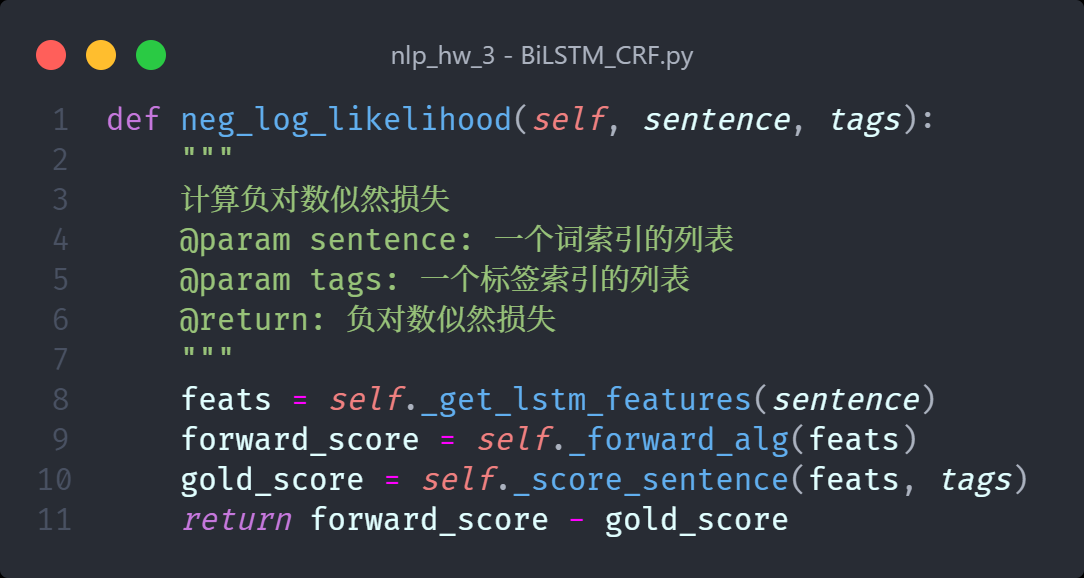 nlp_hw_3 - BiLSTM_CRF.py
1 def neg_log_likelihood(self, sentence, tags):
2     """
3     计算负对数似然损失
4     @param sentence: 一个词索引的列表
5     @param tags: 一个标签索引的列表
6     @return: 负对数似然损失
7     """
8     feats = self._get_lstm_features(sentence)
9     forward_score = self._forward_alg(feats)
10     gold_score = self._score_sentence(feats, tags)
11     return forward_score - gold_score